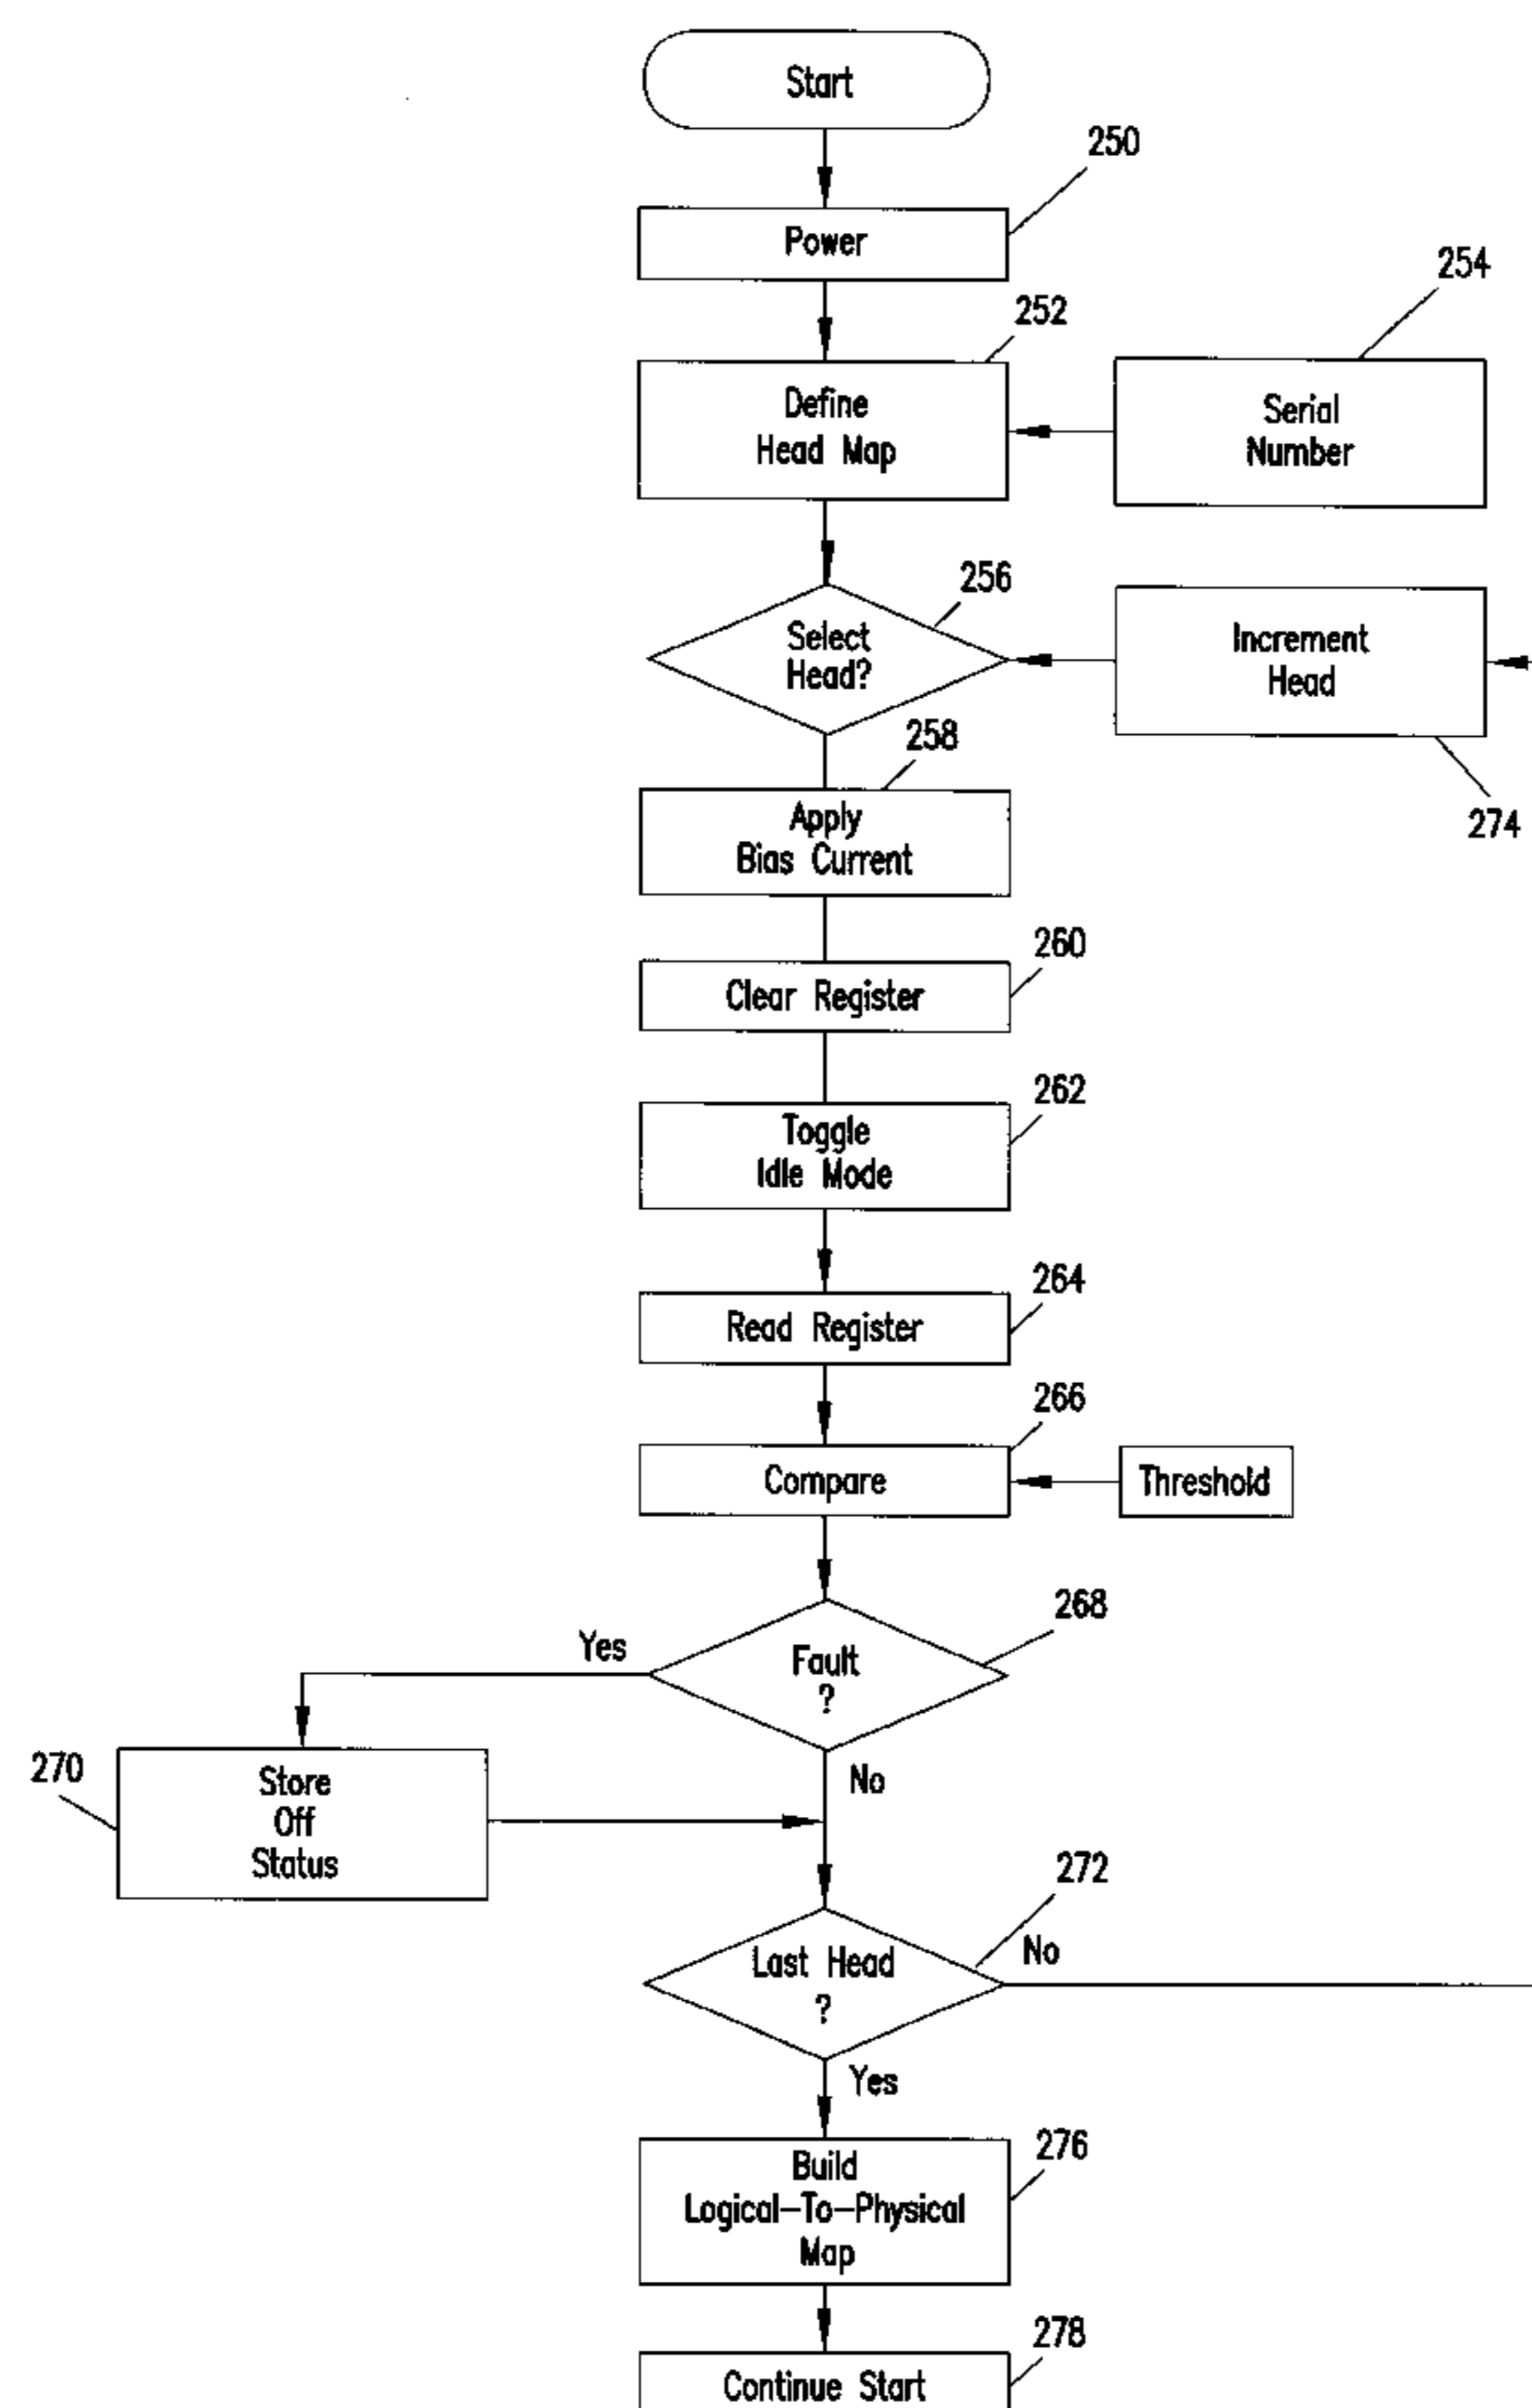 Start
250
Power
252
254
Define
Head Map
Serial
Number
256
Select
Head?
Increment
Head
274
258
Apply
Bias Current
260
Clear Register
262
Toggle
Idle Mode
264
Read Register
266
Compare
Threshold
268
Fault
?
Yes
No
270
Store
Off
Status
272
Last Head
?
No
Yes
276
Build
Logical-To-Physical
Map
278
Continue Start